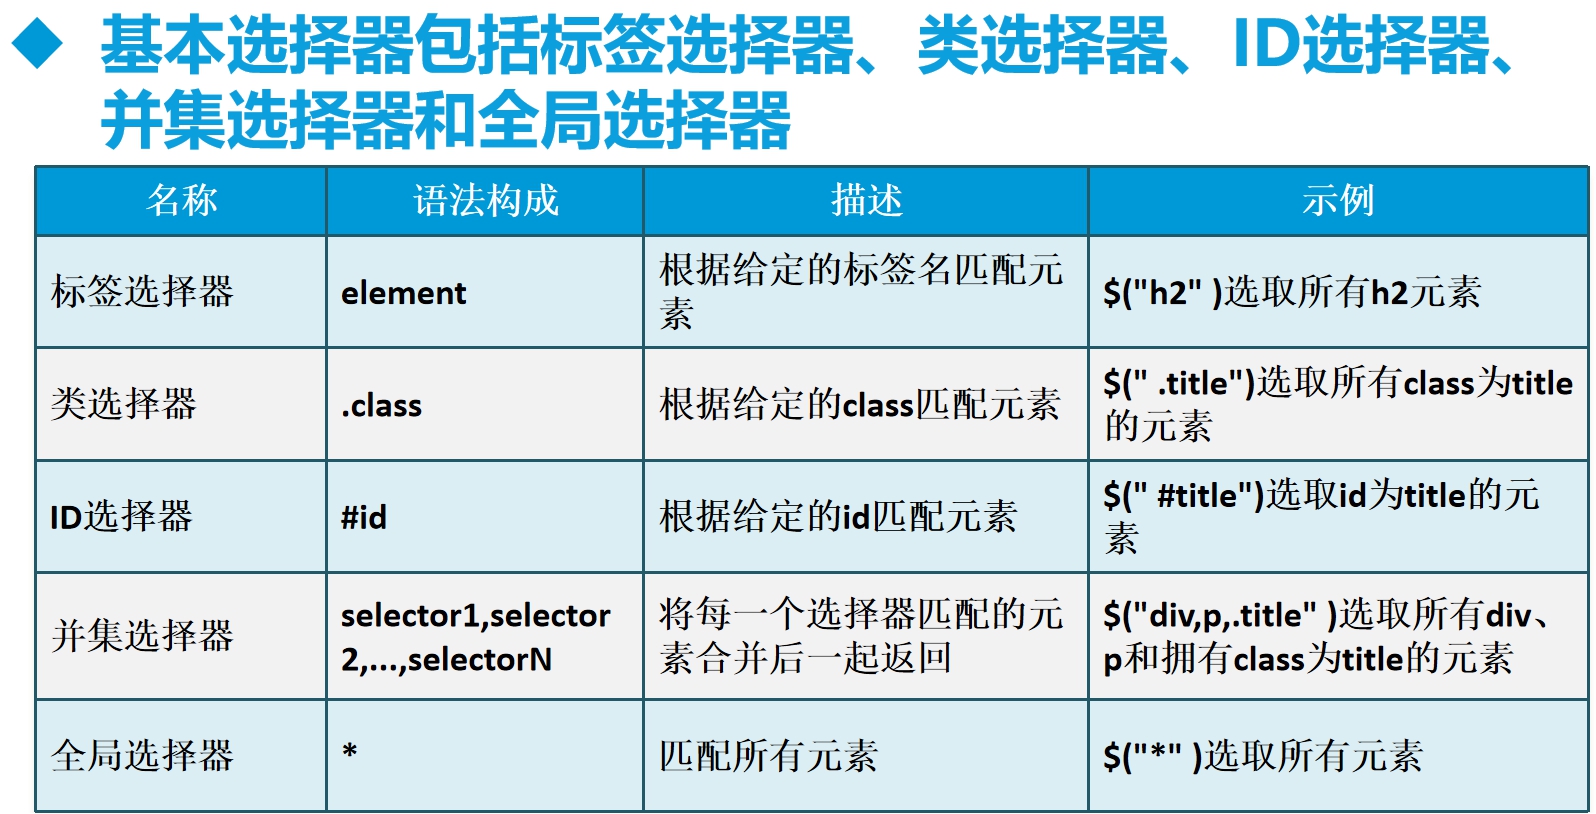 基本选择器包括标签选择器、类选择器、ID选择器、
并集选择器和全局选择器
名称 语法构成 描述 示例
标签选择器 element 根据给定的标签名匹配元
素 $("h2" )选取所有h2元素
类选择器 .class 根据给定的class匹配元素 $(" .title")选取所有class为title
的元素
ID选择器 #id 根据给定的id匹配元素 $(" #title")选取id为title的元
素
并集选择器 selector1,selector
2,...,selectorN 将每一个选择器匹配的元
素合并后一起返回 $("div,p,.title" )选取所有div、
p和拥有class为title的元素
全局选择器 * 匹配所有元素 $("*" )选取所有元素